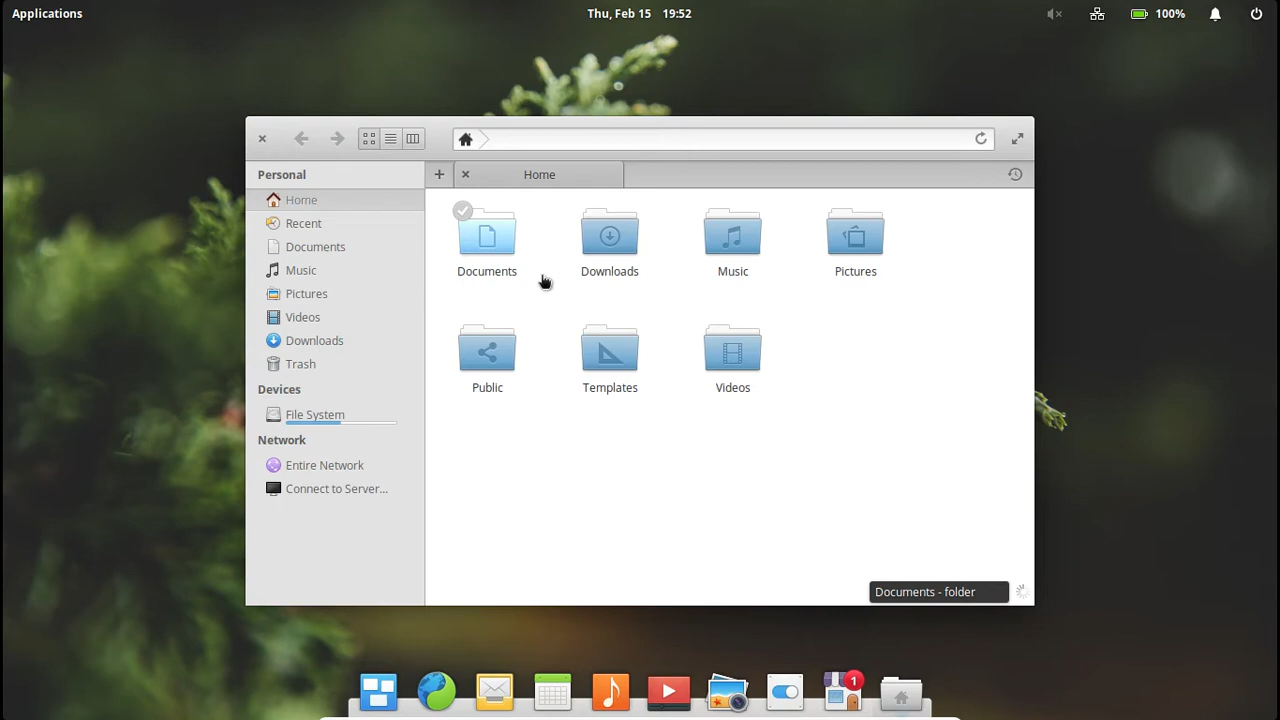 Applications
Thu, Feb 15 19:52
100%
Personal
Home
Home
Recent
Documents
Music
Pictures
Videos
Downloads
Trash
Devices
File System
Network
Entire Network
Connect to Server...
Documents
Downloads
Music
Pictures
Public
Templates
Videos
Documents - folder
1